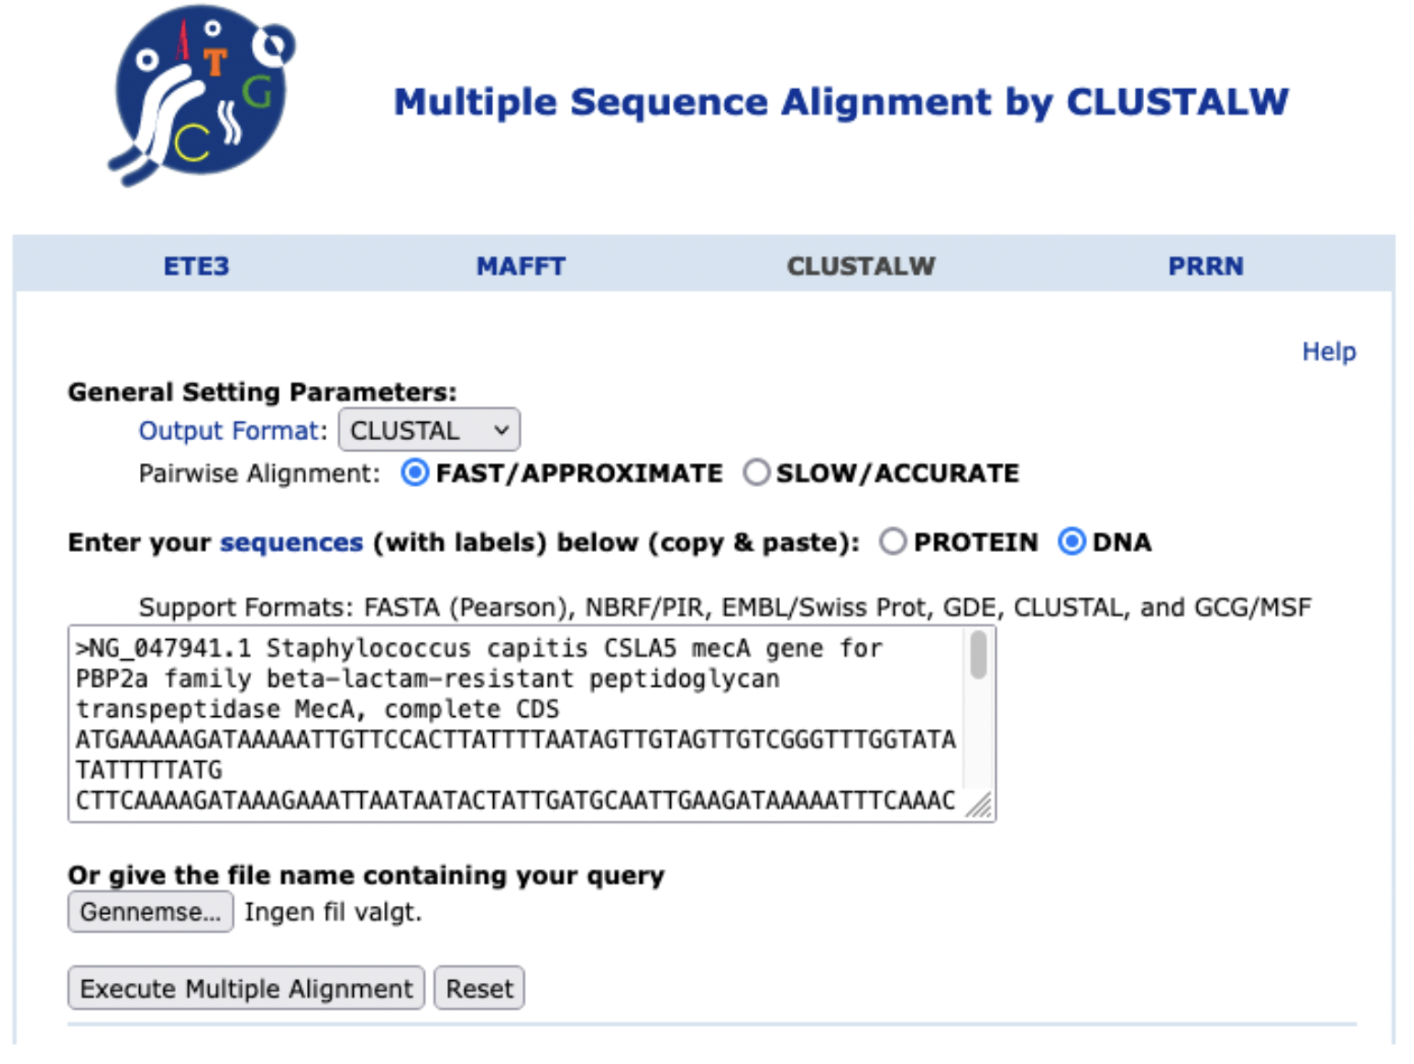 A T G C
Multiple Sequence Alignment by CLUSTALW
ETE3 MAFFT CLUSTALW PRRN
Help
General Setting Parameters:
Output Format: CLUSTAL
Pairwise Alignment: FAST/APPROXIMATE SLOW/ACCURATE
Enter your sequences (with labels) below (copy & paste): PROTEIN DNA
Support Formats: FASTA (Pearson), NBRF/PIR, EMBL/Swiss Prot, GDE, CLUSTAL, and GCG/MSF
>NG_047941.1 Staphylococcus capitis CSLA5 mecA gene for
PBP2a family beta-lactam-resistant peptidoglycan
transpeptidase MecA, complete CDS
ATGAAAAAGATAAAAATTGTTCCACTTATTTTAATAGTTGTAGTTGTCGGGTTTGGTATA
TATTTTTATG
CTTCAAAAGATAAAGAAATTAATAATACTATTGATGCAATTGAAGATAAAAATTTCAAAC
Or give the file name containing your query
Gennemse... Ingen fil valgt.
Execute Multiple Alignment Reset